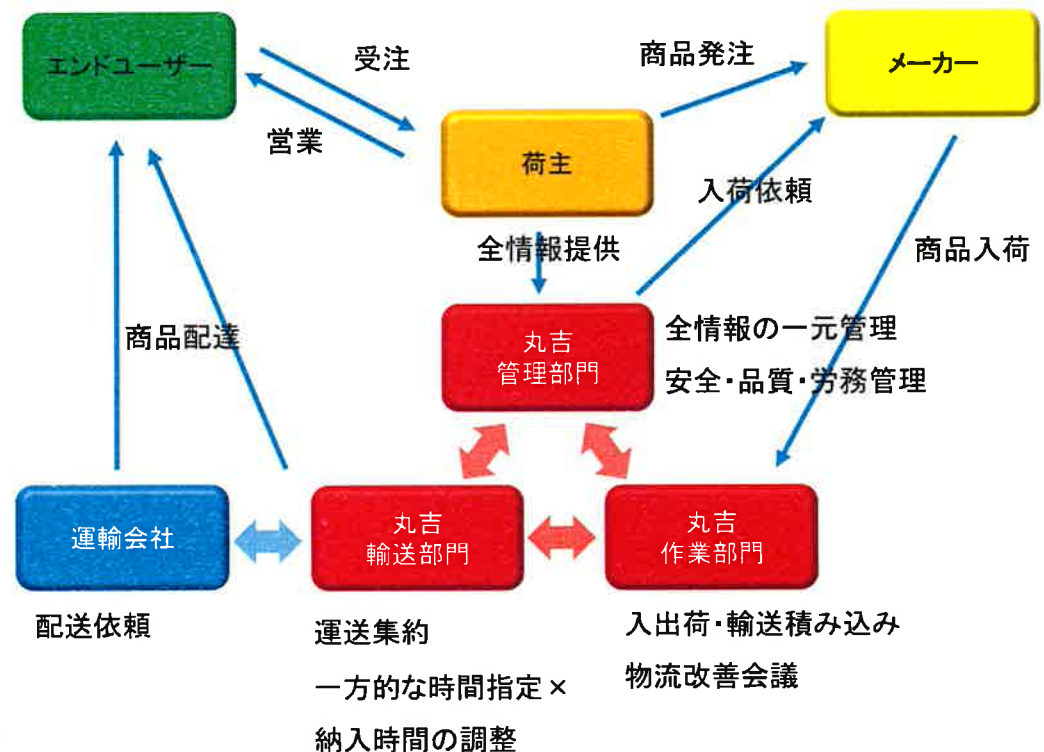 エンドユーザー
受注
営業
商品発注
メーカー
荷主
入荷依頼
全情報提供
商品入荷
丸吉
管理部門
全情報の一元管理
安全・品質・労務管理
商品配達
運輸会社
丸吉
輸送部門
丸吉
作業部門
配送依頼
運送集約
一方的な時間指定×
納入時間の調整
入出荷・輸送積み込み
物流改善会議